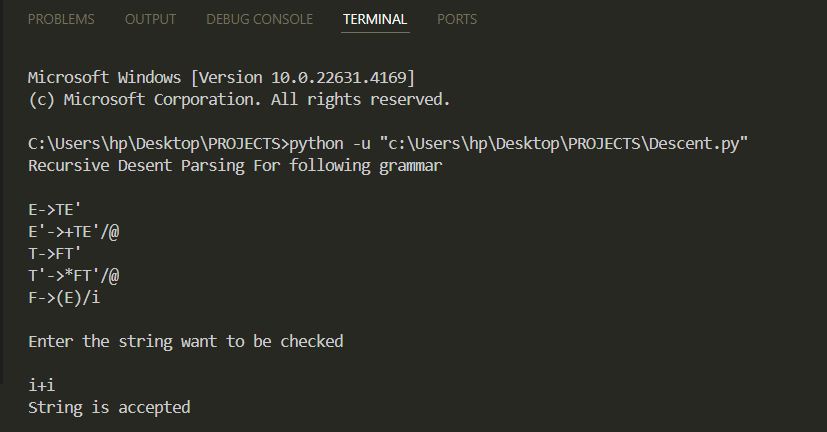 PROBLEMS OUTPUT DEBUG CONSOLE TERMINAL PORTS
Microsoft Windows [Version 10.0.22631.4169]
(c) Microsoft Corporation. All rights reserved.
C:\Users\hp\Desktop\PROJECTS>python -u "c:\Users\hp\Desktop\PROJECTS\Descent.py"
Recursive Desent Parsing For following grammar
E->TE'
E'->+TE'/@
T->FT'
T'->*FT'/@
F->(E)/i
Enter the string want to be checked
i+i
String is accepted